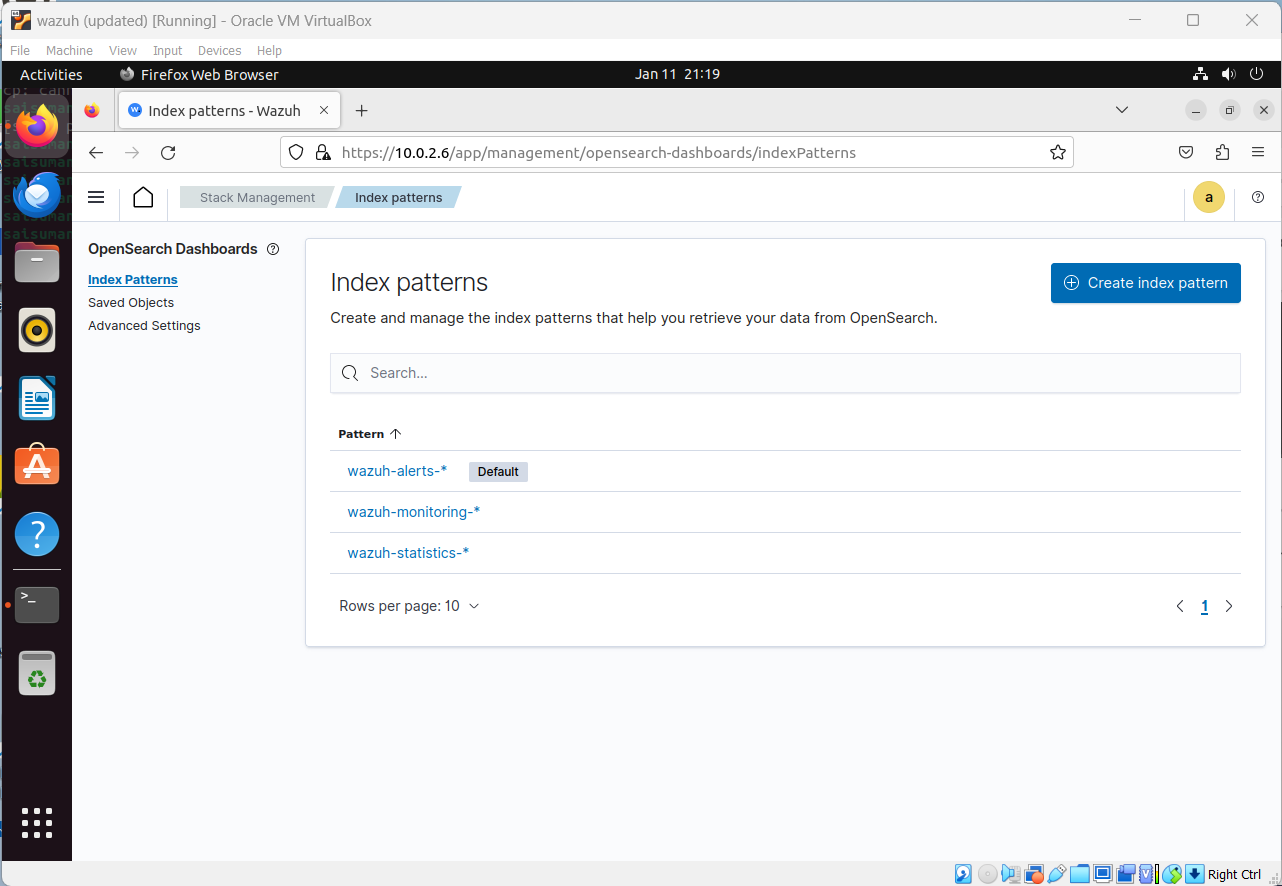 wazuh (updated) [Running] - Oracle VM VirtualBox
File Machine View Input Devices Help
Activities Firefox Web Browser Jan 11 21:19
Index patterns - Wazuh
https://10.0.2.6/app/management/opensearch-dashboards/indexPatterns
Stack Management Index patterns a
OpenSearch Dashboards
Index Patterns
Saved Objects
Advanced Settings
Index patterns
Create index pattern
Create and manage the index patterns that help you retrieve your data from OpenSearch.
Search...
Pattern
wazuh-alerts-* Default
wazuh-monitoring-*
wazuh-statistics-*
Rows per page: 10
1
Right Ctrl